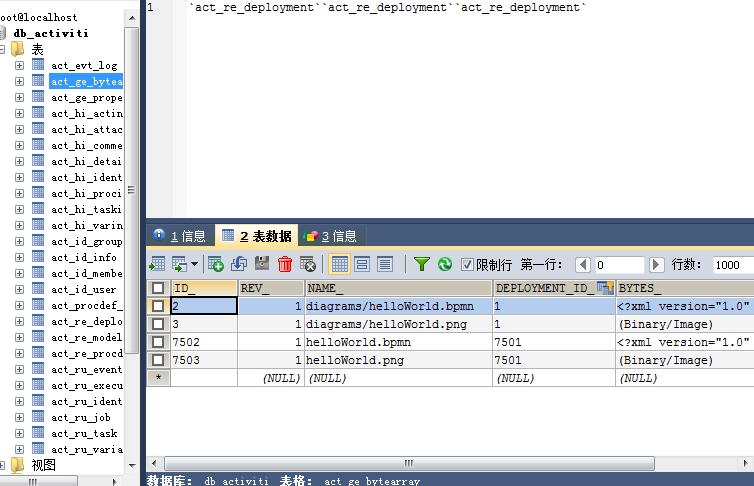 root@localhost
db_activiti
表
act_evt_log
act_ge_bytea
act_ge_prope
act_hi_actin
act_hi_attac
act_hi_comme
act_hi_detai
act_hi_ident
act_hi_proci
act_hi_taski
act_hi_varin
act_id_group
act_id_info
act_id_membe
act_id_user
act_procdef_
act_re_deplo
act_re_model
act_re_procd
act_ru_event
act_ru_execu
act_ru_ident
act_ru_job
act_ru_task
act_ru_varia
视图
1 `act_re_deployment``act_re_deployment``act_re_deployment`
1 信息 2 表数据 3 信息
限制行 第一行: 0 行数: 1000
ID_ REV_ NAME_ DEPLOYMENT_ID_ BYTES_
2 1 diagrams/helloWorld.bpmn 1 <?xml version="1.0"
3 1 diagrams/helloWorld.png 1 (Binary/Image)
7502 1 helloWorld.bpmn 7501 <?xml version="1.0"
7503 1 helloWorld.png 7501 (Binary/Image)
* (NULL) (NULL) (NULL) (NULL)
数据库: db_activiti 表格: act_ge_bytearray